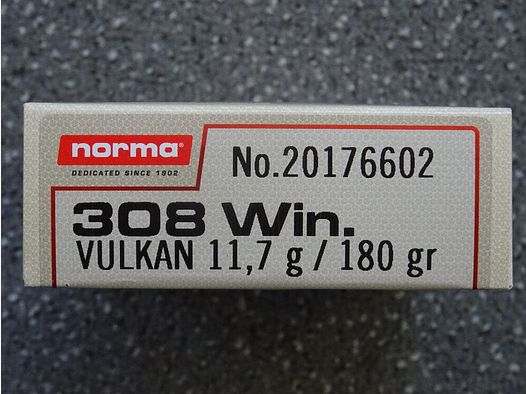 norma®
DEDICATED SINCE 1902
No.20176602
308 Win.
VULKAN 11,7 g / 180 gr